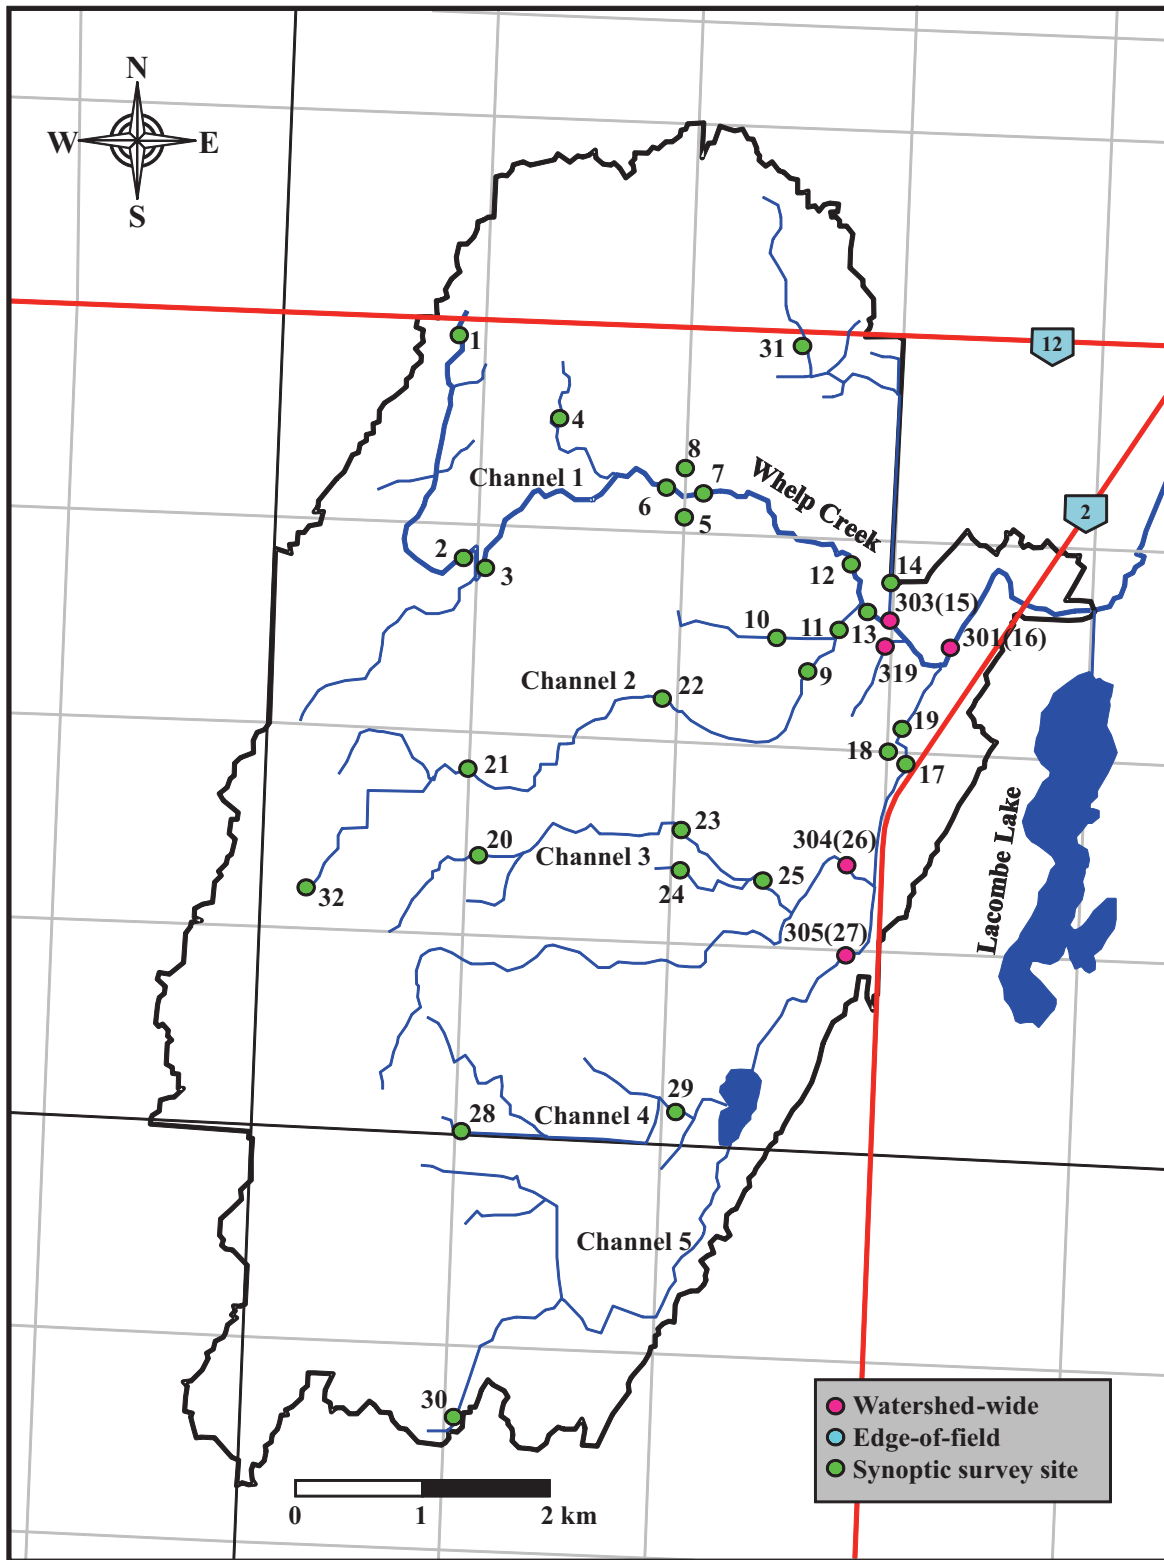 N
W E
S
1
31
12
4
8
Channel 1
7
Whelp Creek
6
5
2
2
3
12
14
303(15)
10
11
13
301(16)
319
9
Channel 2
22
19
18
17
21
Lacombe Lake
23
20
Channel 3
304(26)
24
25
32
305(27)
29
28
Channel 4
Channel 5
30
Watershed-wide
Edge-of-field
Synoptic survey site
0 1 2 km